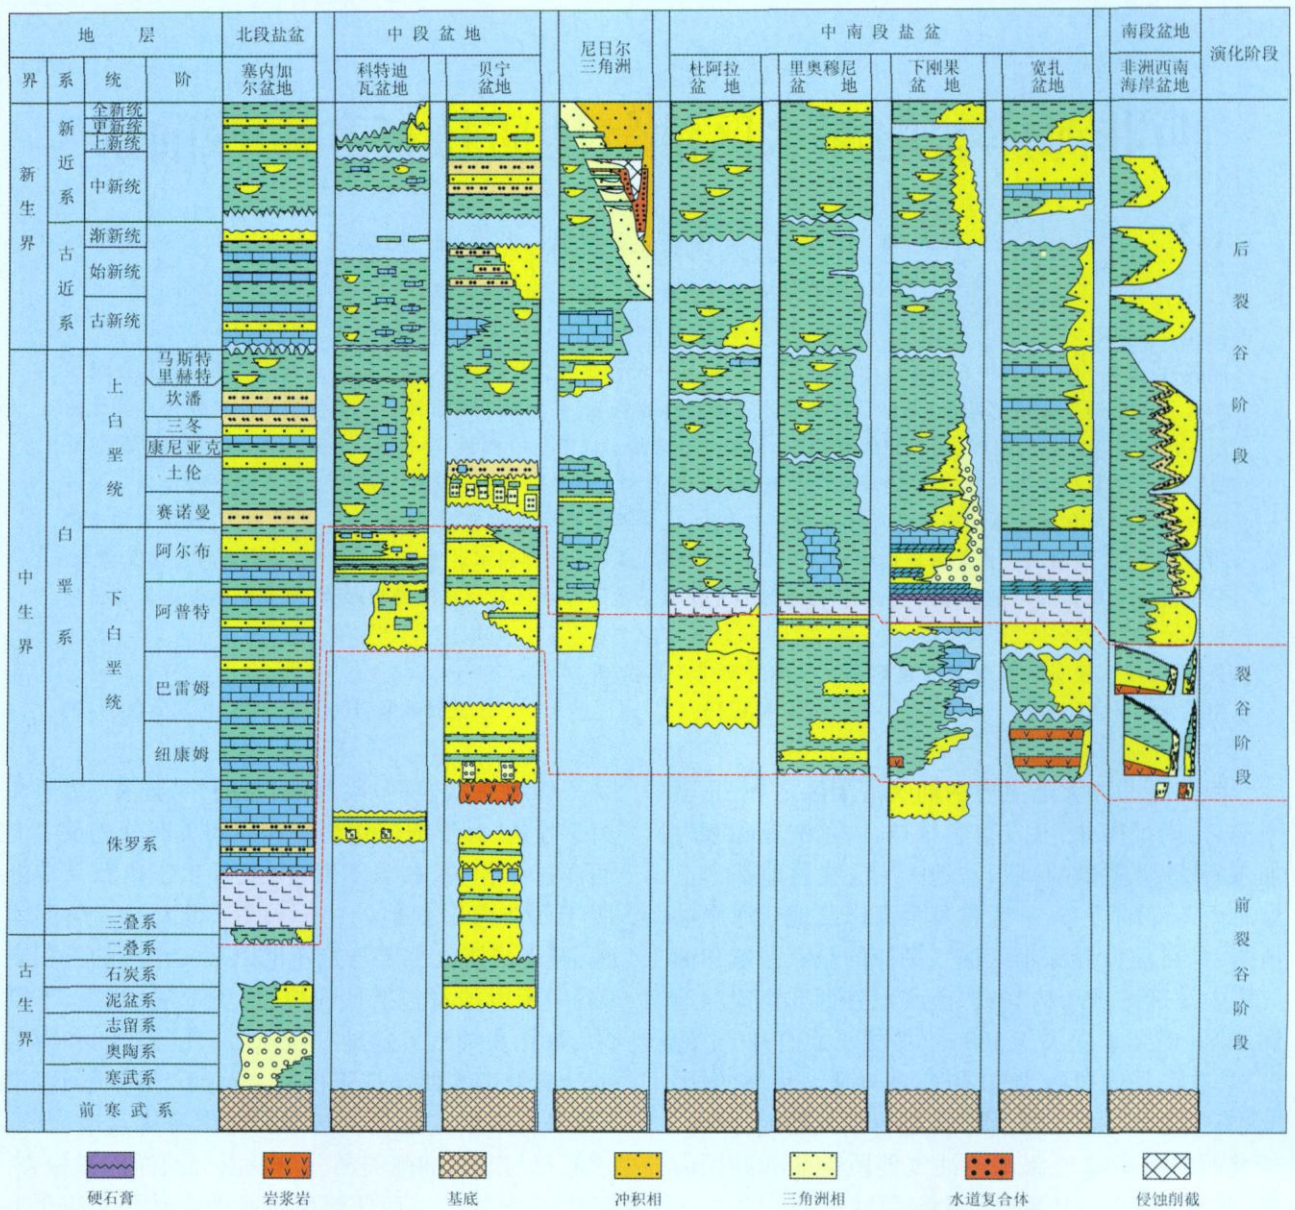 地 层
北段盐盆
中段盆地
尼日尔
三角洲
中南段盐盆
南段盆地
演化阶段
界
系
统
阶
塞内加
尔盆地
科特迪
瓦盆地
贝宁
盆地
杜阿拉
盆 地
里奥穆尼
盆 地
下刚果
盆 地
宽扎
盆地
非洲西南
海岸盆地
新生界
新近系
全新统
更新统
上新统
中新统
古近系
渐新统
始新统
古新统
中生界
白垩系
上白垩统
马斯特
里赫特
坎潘
三冬
康尼亚克
土伦
赛诺曼
下白垩统
阿尔布
阿普特
巴雷姆
纽康姆
侏罗系
三叠系
古生界
二叠系
石炭系
泥盆系
志留系
奥陶系
寒武系
前寒武系
后裂谷阶段
裂谷阶段
前裂谷阶段
硬石膏
岩浆岩
基底
冲积相
三角洲相
水道复合体
侵蚀削截